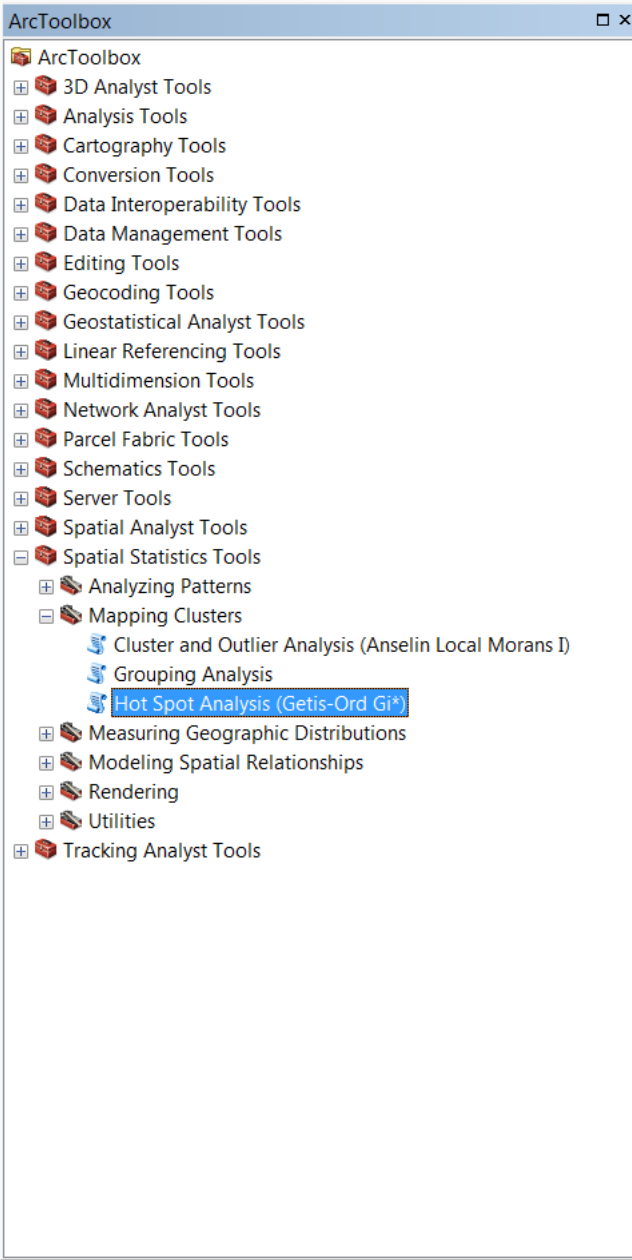 ArcToolbox
ArcToolbox
3D Analyst Tools
Analysis Tools
Cartography Tools
Conversion Tools
Data Interoperability Tools
Data Management Tools
Editing Tools
Geocoding Tools
Geostatistical Analyst Tools
Linear Referencing Tools
Multidimension Tools
Network Analyst Tools
Parcel Fabric Tools
Schematics Tools
Server Tools
Spatial Analyst Tools
Spatial Statistics Tools
Analyzing Patterns
Mapping Clusters
Cluster and Outlier Analysis (Anselin Local Morans I)
Grouping Analysis
Hot Spot Analysis (Getis-Ord Gi*)
Measuring Geographic Distributions
Modeling Spatial Relationships
Rendering
Utilities
Tracking Analyst Tools